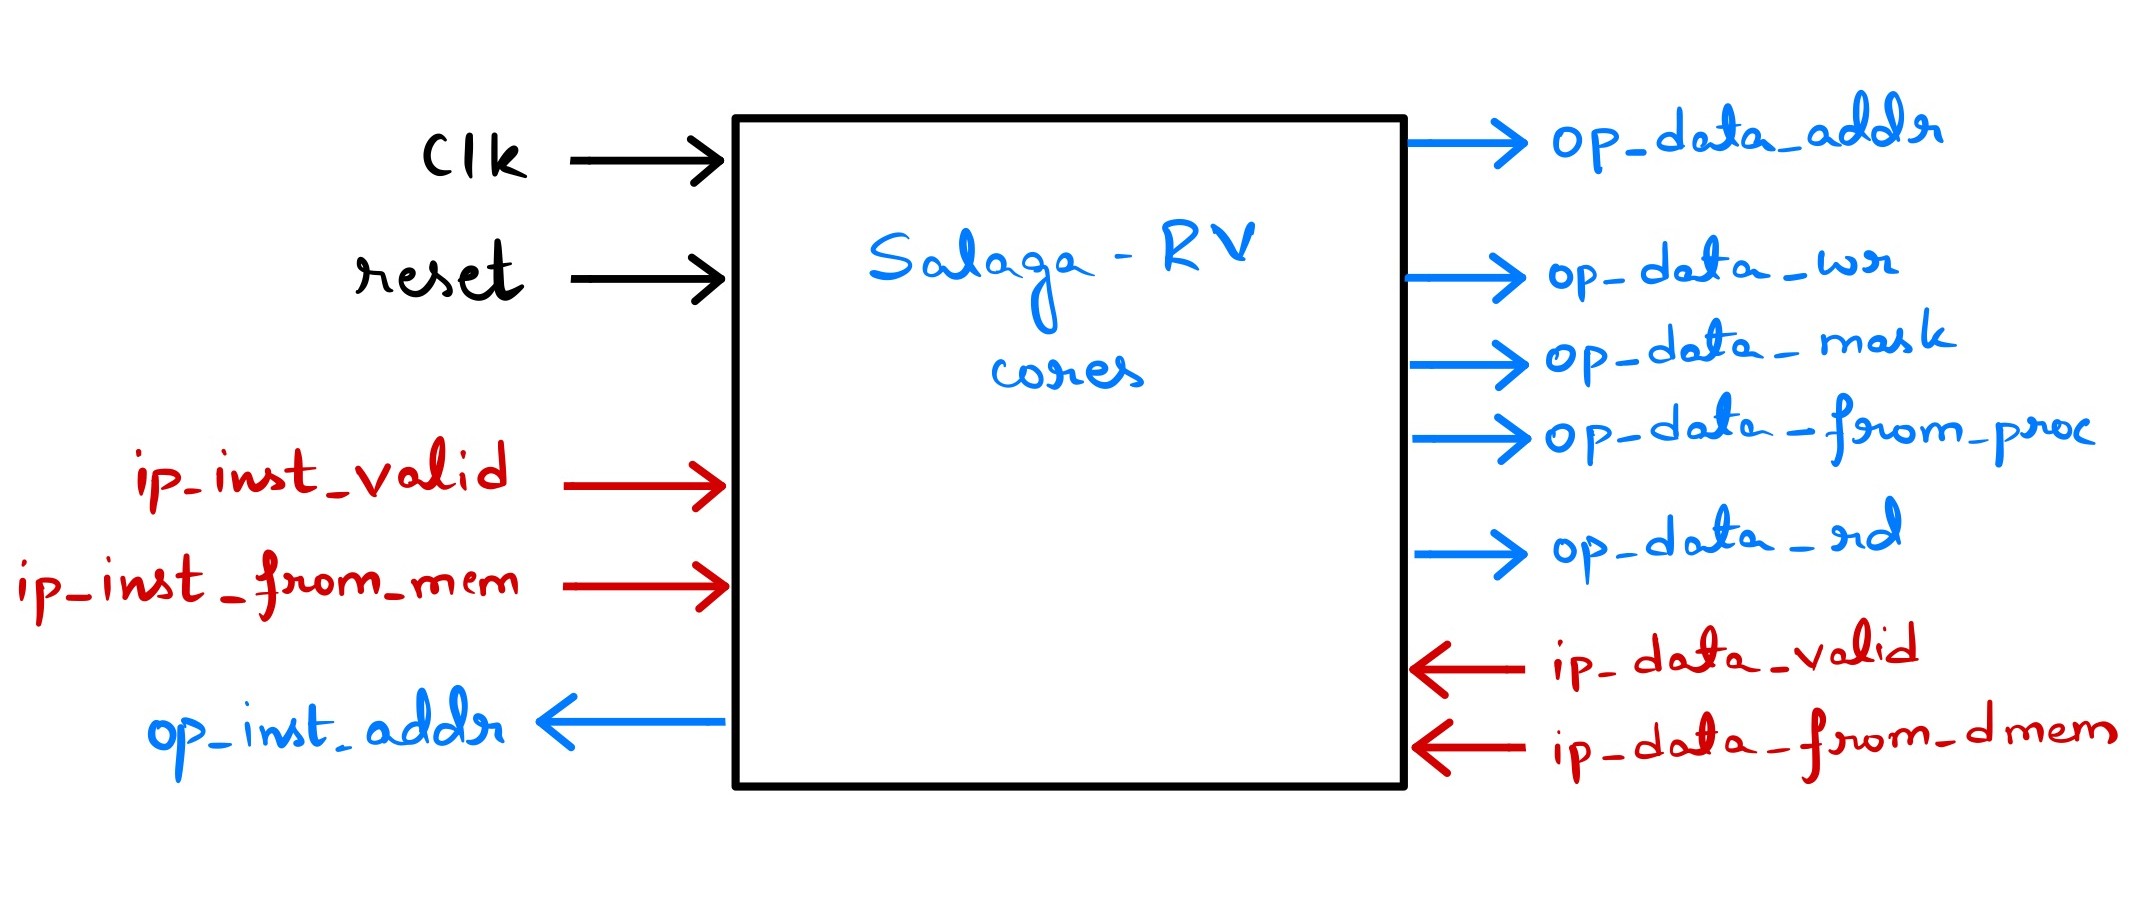 clk
reset
ip_inst_valid
ip_inst_from_mem
op_inst_addr
Salaga-RV
cores
op_data_addr
op_data_wr
op_data_mask
op_data_from_proc
op_data_rd
ip_data_valid
ip_data_from_dmem